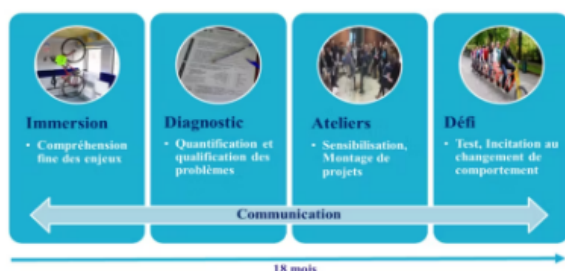 Immersion
• Compréhension
fine des enjeux
Diagnostic
• Quantification et
qualification des
problèmes
Ateliers
• Sensibilisation,
Montage de
projets
Défi
• Test, Incitation au
changement de
comportement
Communication
18 mois